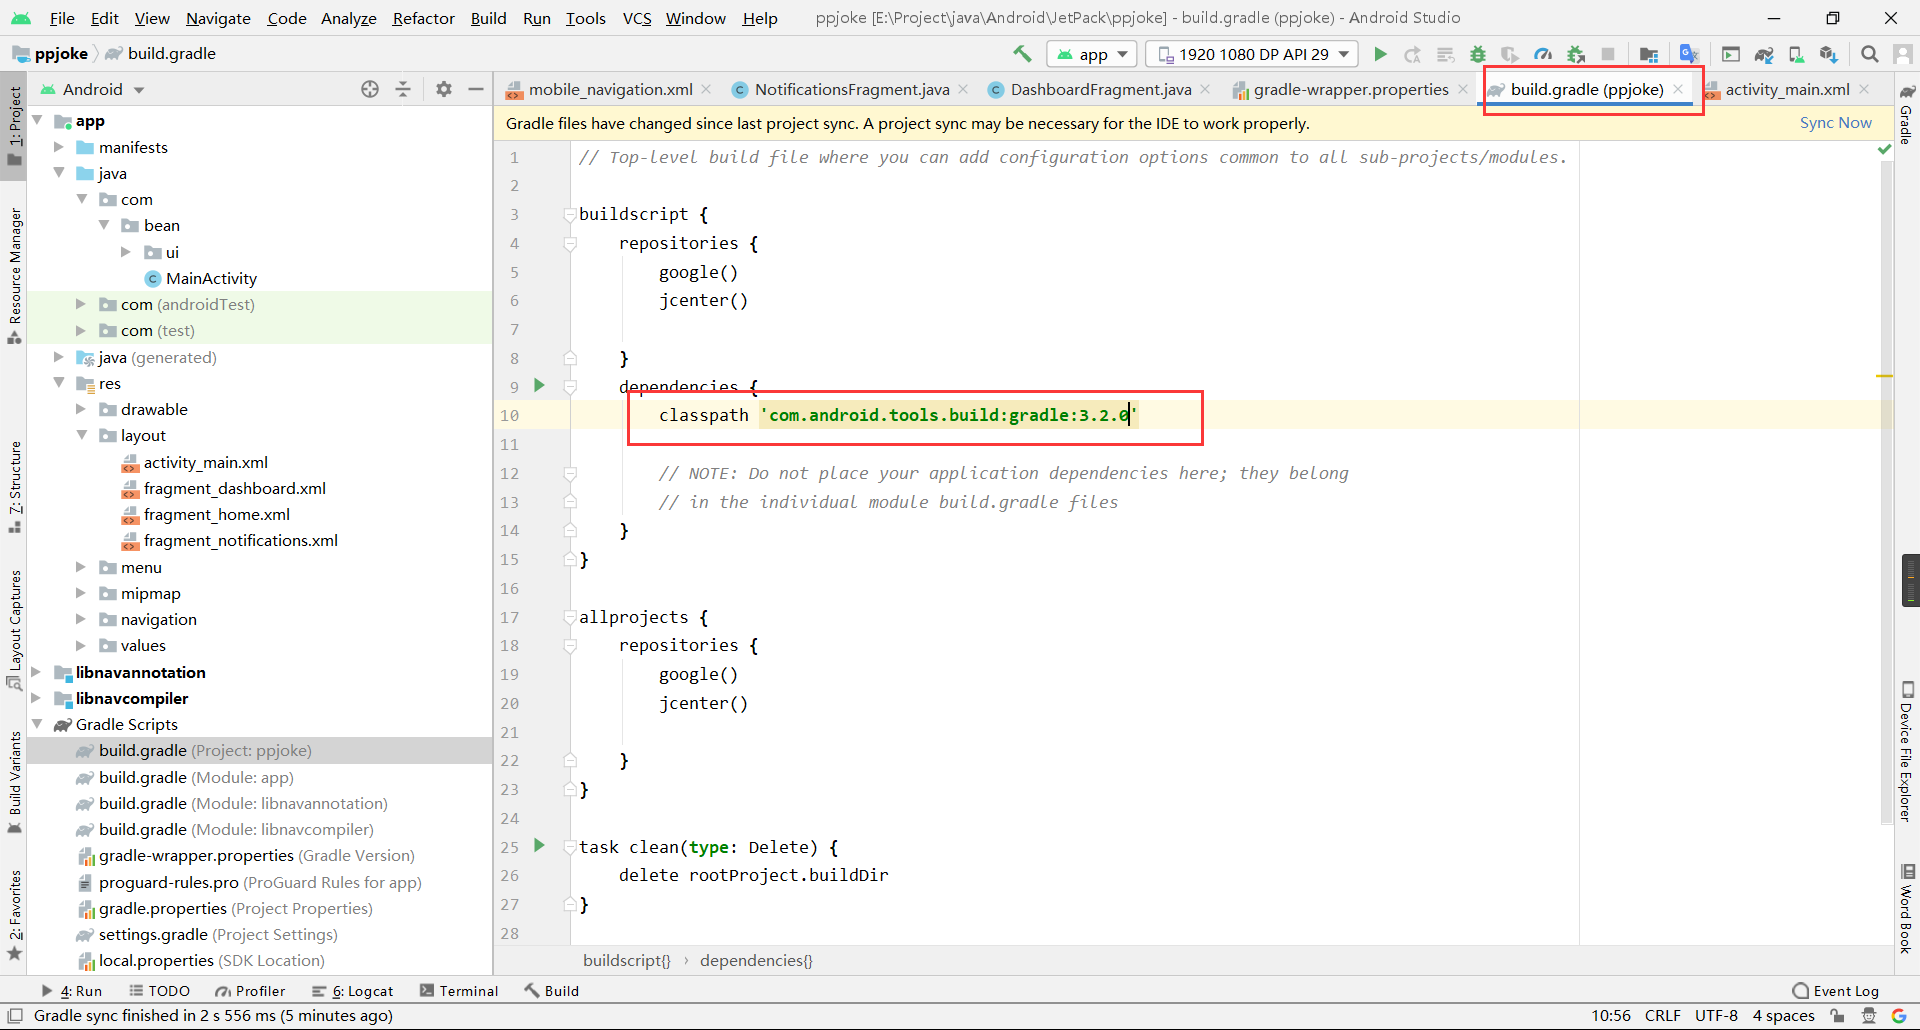 File Edit View Navigate Code Analyze Refactor Build Run Tools VCS Window Help ppjoke [E:\Project\java\Android\JetPack\ppjoke] - build.gradle (ppjoke) - Android Studio
ppjoke build.gradle app 1920 1080 DP API 29
Android
mobile_navigation.xml NotificationsFragment.java DashboardFragment.java gradle-wrapper.properties build.gradle (ppjoke) activity_main.xml
Gradle files have changed since last project sync. A project sync may be necessary for the IDE to work properly. Sync Now
1: Project
Resource Manager
7: Structure
Layout Captures
Build Variants
2: Favorites
app
manifests
java
com
bean
ui
MainActivity
com (androidTest)
com (test)
java (generated)
res
drawable
layout
activity_main.xml
fragment_dashboard.xml
fragment_home.xml
fragment_notifications.xml
menu
mipmap
navigation
values
libnavannotation
libnavcompiler
Gradle Scripts
build.gradle (Project: ppjoke)
build.gradle (Module: app)
build.gradle (Module: libnavannotation)
build.gradle (Module: libnavcompiler)
gradle-wrapper.properties (Gradle Version)
proguard-rules.pro (ProGuard Rules for app)
gradle.properties (Project Properties)
settings.gradle (Project Settings)
local.properties (SDK Location)
1 // Top-level build file where you can add configuration options common to all sub-projects/modules.
2
3 buildscript {
4 repositories {
5 google()
6 jcenter()
7
8 }
9 dependencies {
10 classpath 'com.android.tools.build:gradle:3.2.0'
11
12 // NOTE: Do not place your application dependencies here; they belong
13 // in the individual module build.gradle files
14 }
15 }
16
17 allprojects {
18 repositories {
19 google()
20 jcenter()
21
22 }
23 }
24
25 task clean(type: Delete) {
26 delete rootProject.buildDir
27 }
28
buildscript{} › dependencies{}
Gradle
Device File Explorer
Word Book
4: Run TODO Profiler 6: Logcat Terminal Build Event Log
Gradle sync finished in 2 s 556 ms (5 minutes ago) 10:56 CRLF UTF-8 4 spaces